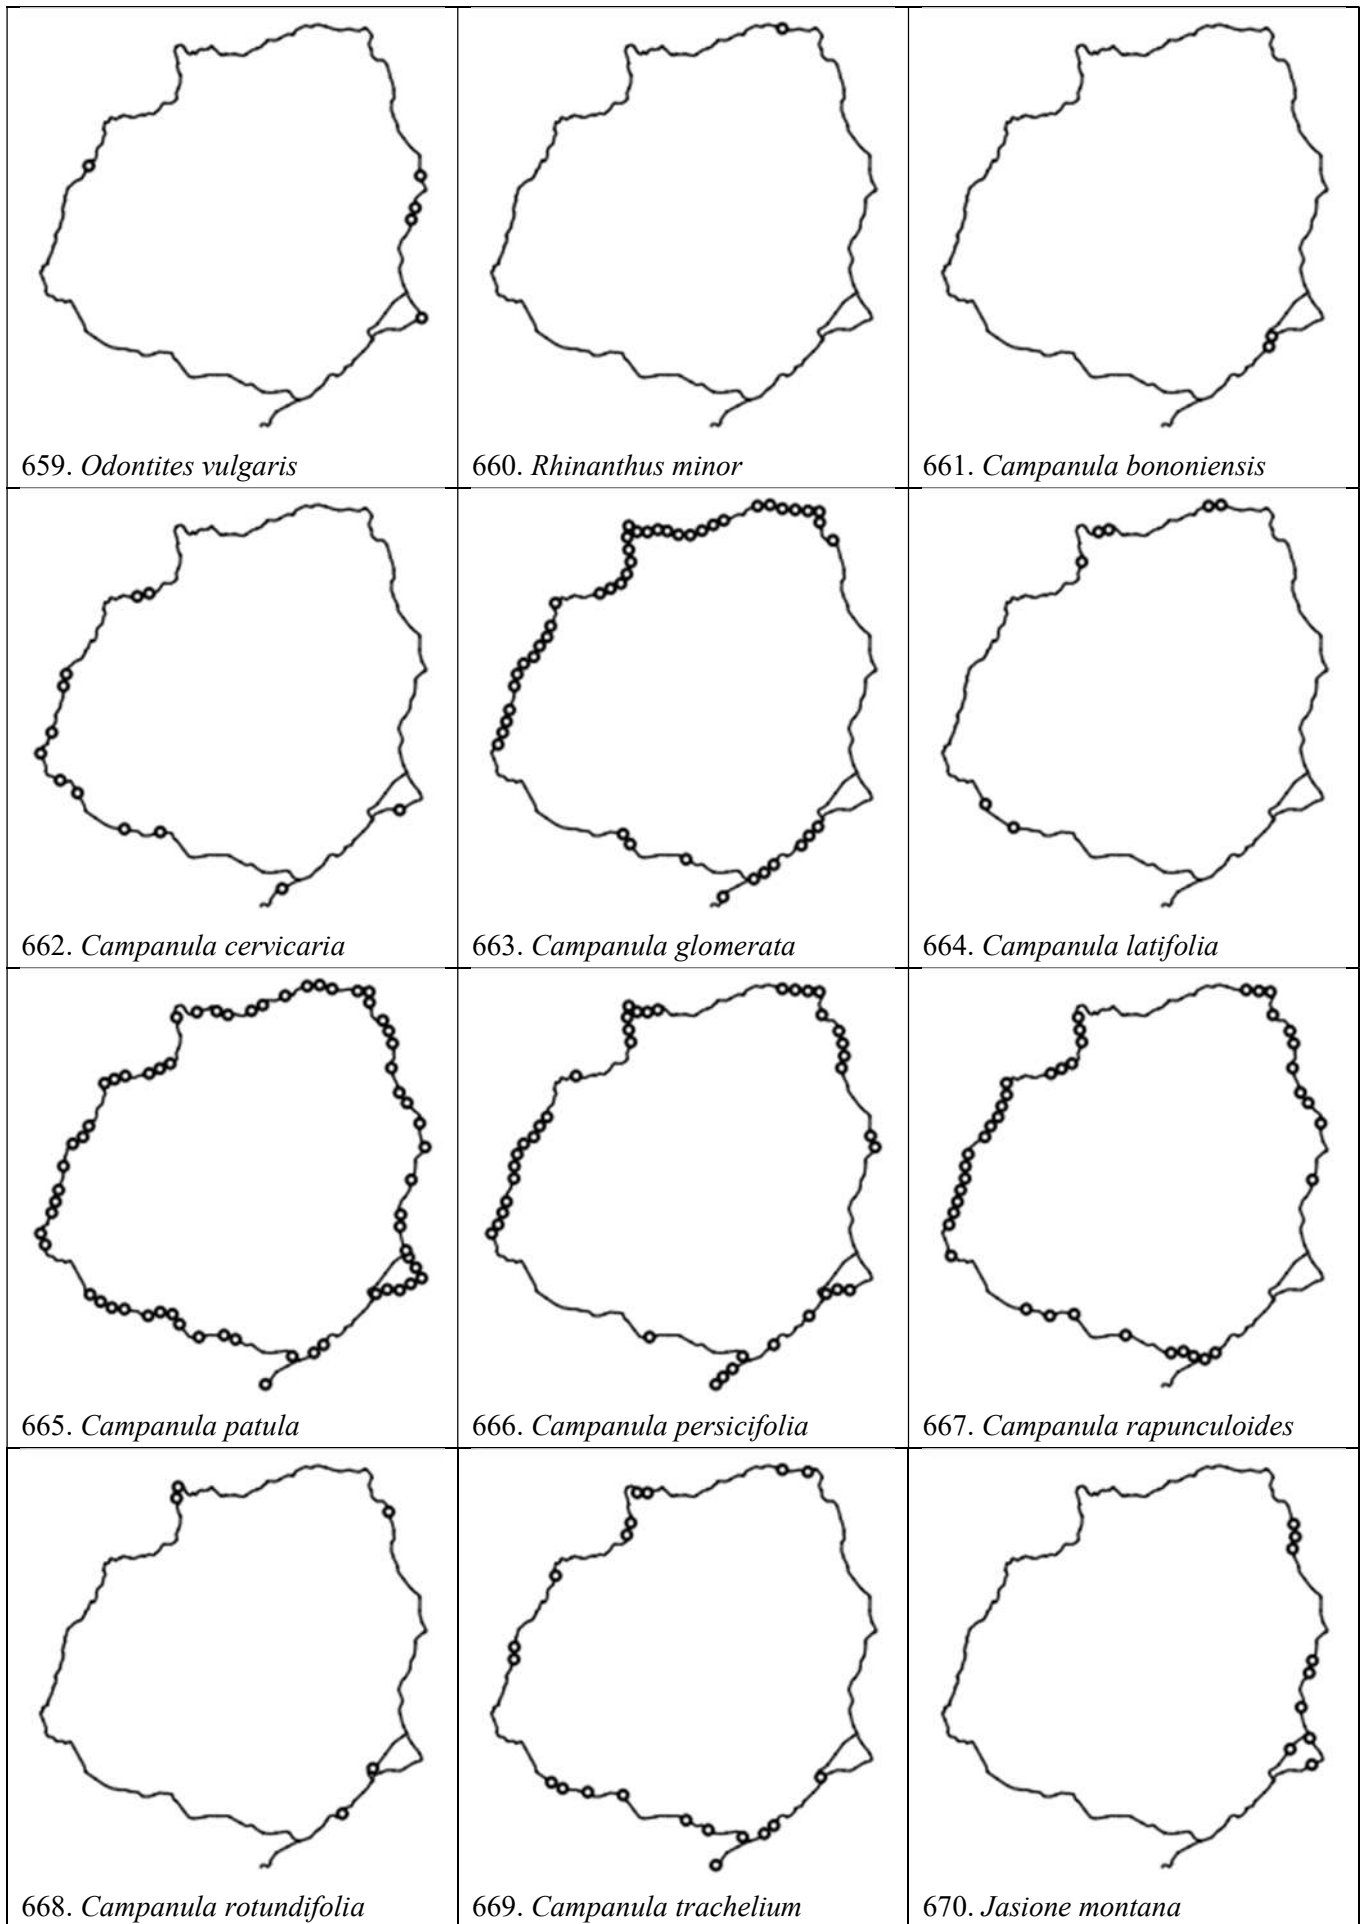 659. Odontites vulgaris
660. Rhinanthus minor
661. Campanula bononiensis
662. Campanula cervicaria
663. Campanula glomerata
664. Campanula latifolia
665. Campanula patula
666. Campanula persicifolia
667. Campanula rapunculoides
668. Campanula rotundifolia
669. Campanula trachelium
670. Jasione montana